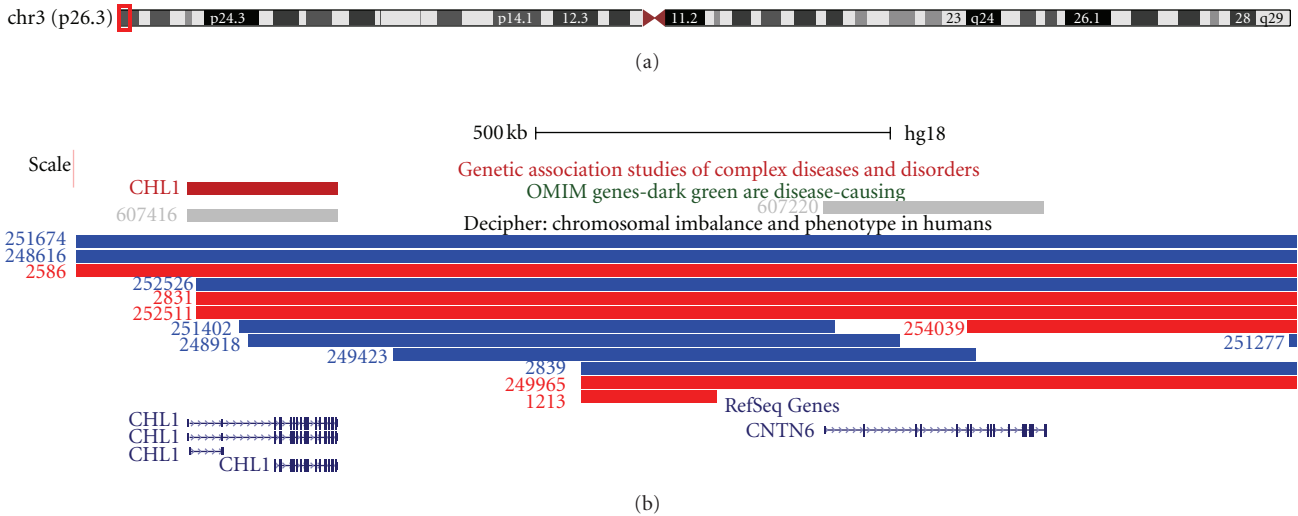 chr3 (p26.3) p24.3 p14.1 12.3 11.2 23 q24 26.1 28 q29
(a)
500 kb hg18
Scale
Genetic association studies of complex diseases and disorders
CHL1
OMIM genes-dark green are disease-causing
607416 607220
Decipher: chromosomal imbalance and phenotype in humans
251674
248616
2586
252526
2831
252511
251402 254039
248918 251277
249423
2839
249965
1213
RefSeq Genes
CHL1
CHL1 CNTN6
CHL1
CHL1
(b)